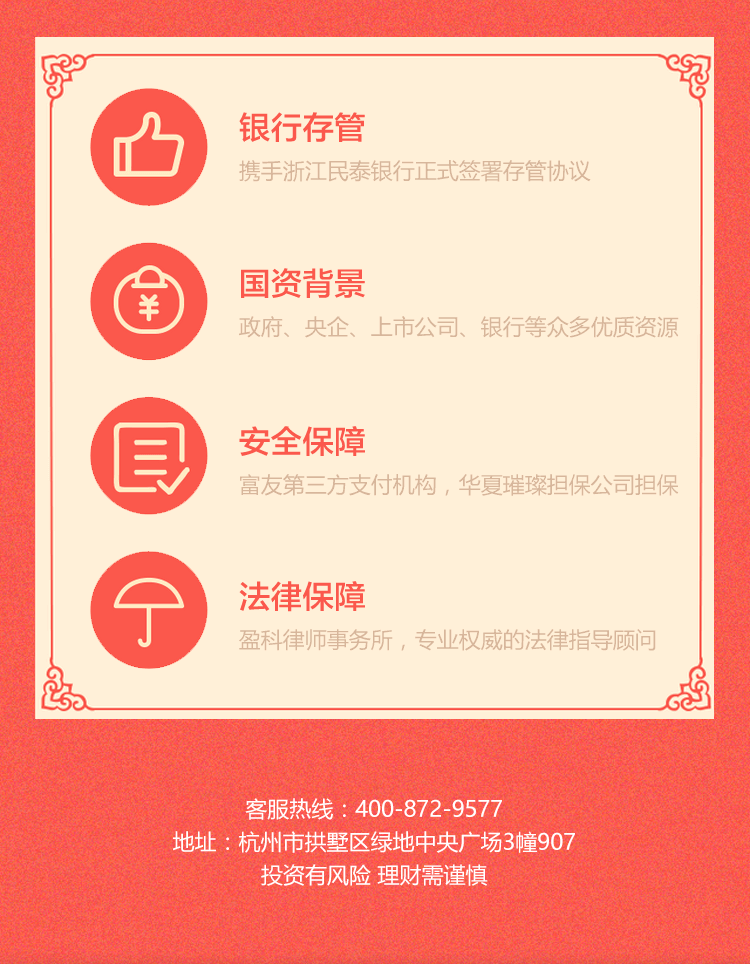 银行存管
携手浙江民泰银行正式签署存管协议
¥
国资背景
政府、央企、上市公司、银行等众多优质资源
安全保障
富友第三方支付机构，华夏璀璨担保公司担保
法律保障
盈科律师事务所，专业权威的法律指导顾问
客服热线：400-872-9577
地址：杭州市拱墅区绿地中央广场3幢907
投资有风险 理财需谨慎